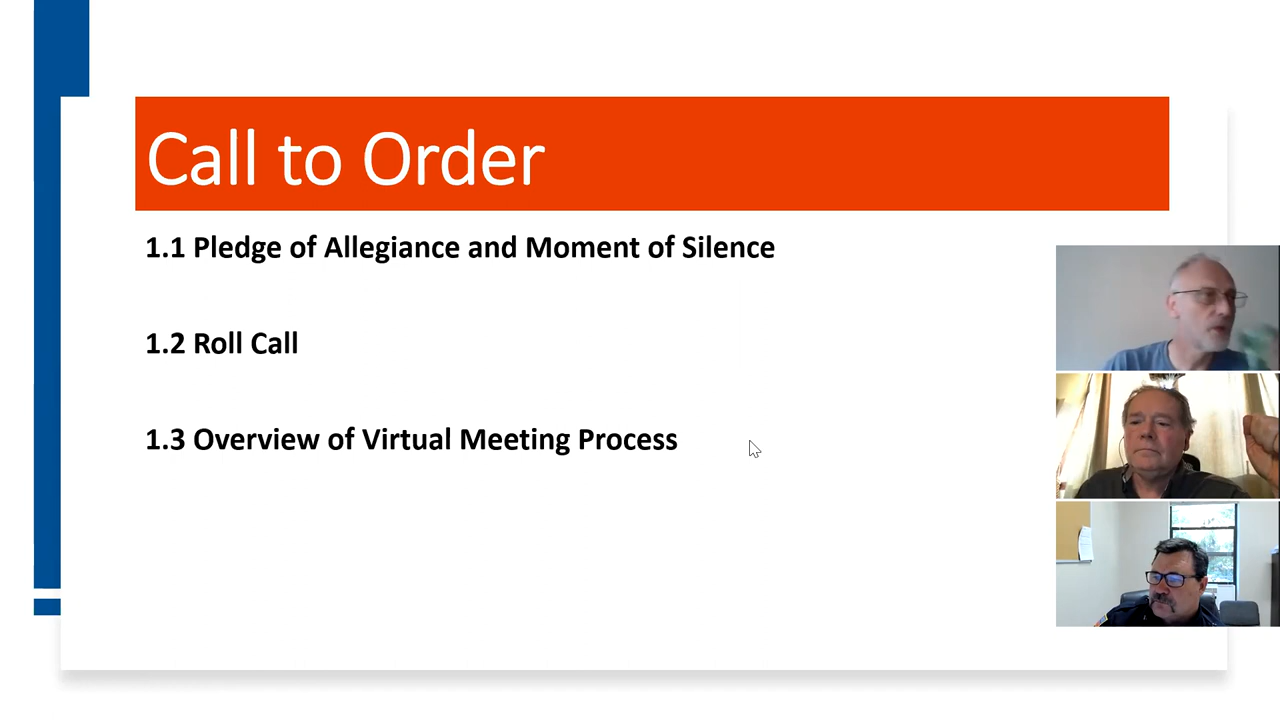 Call to Order
1.1 Pledge of Allegiance and Moment of Silence
1.2 Roll Call
1.3 Overview of Virtual Meeting Process